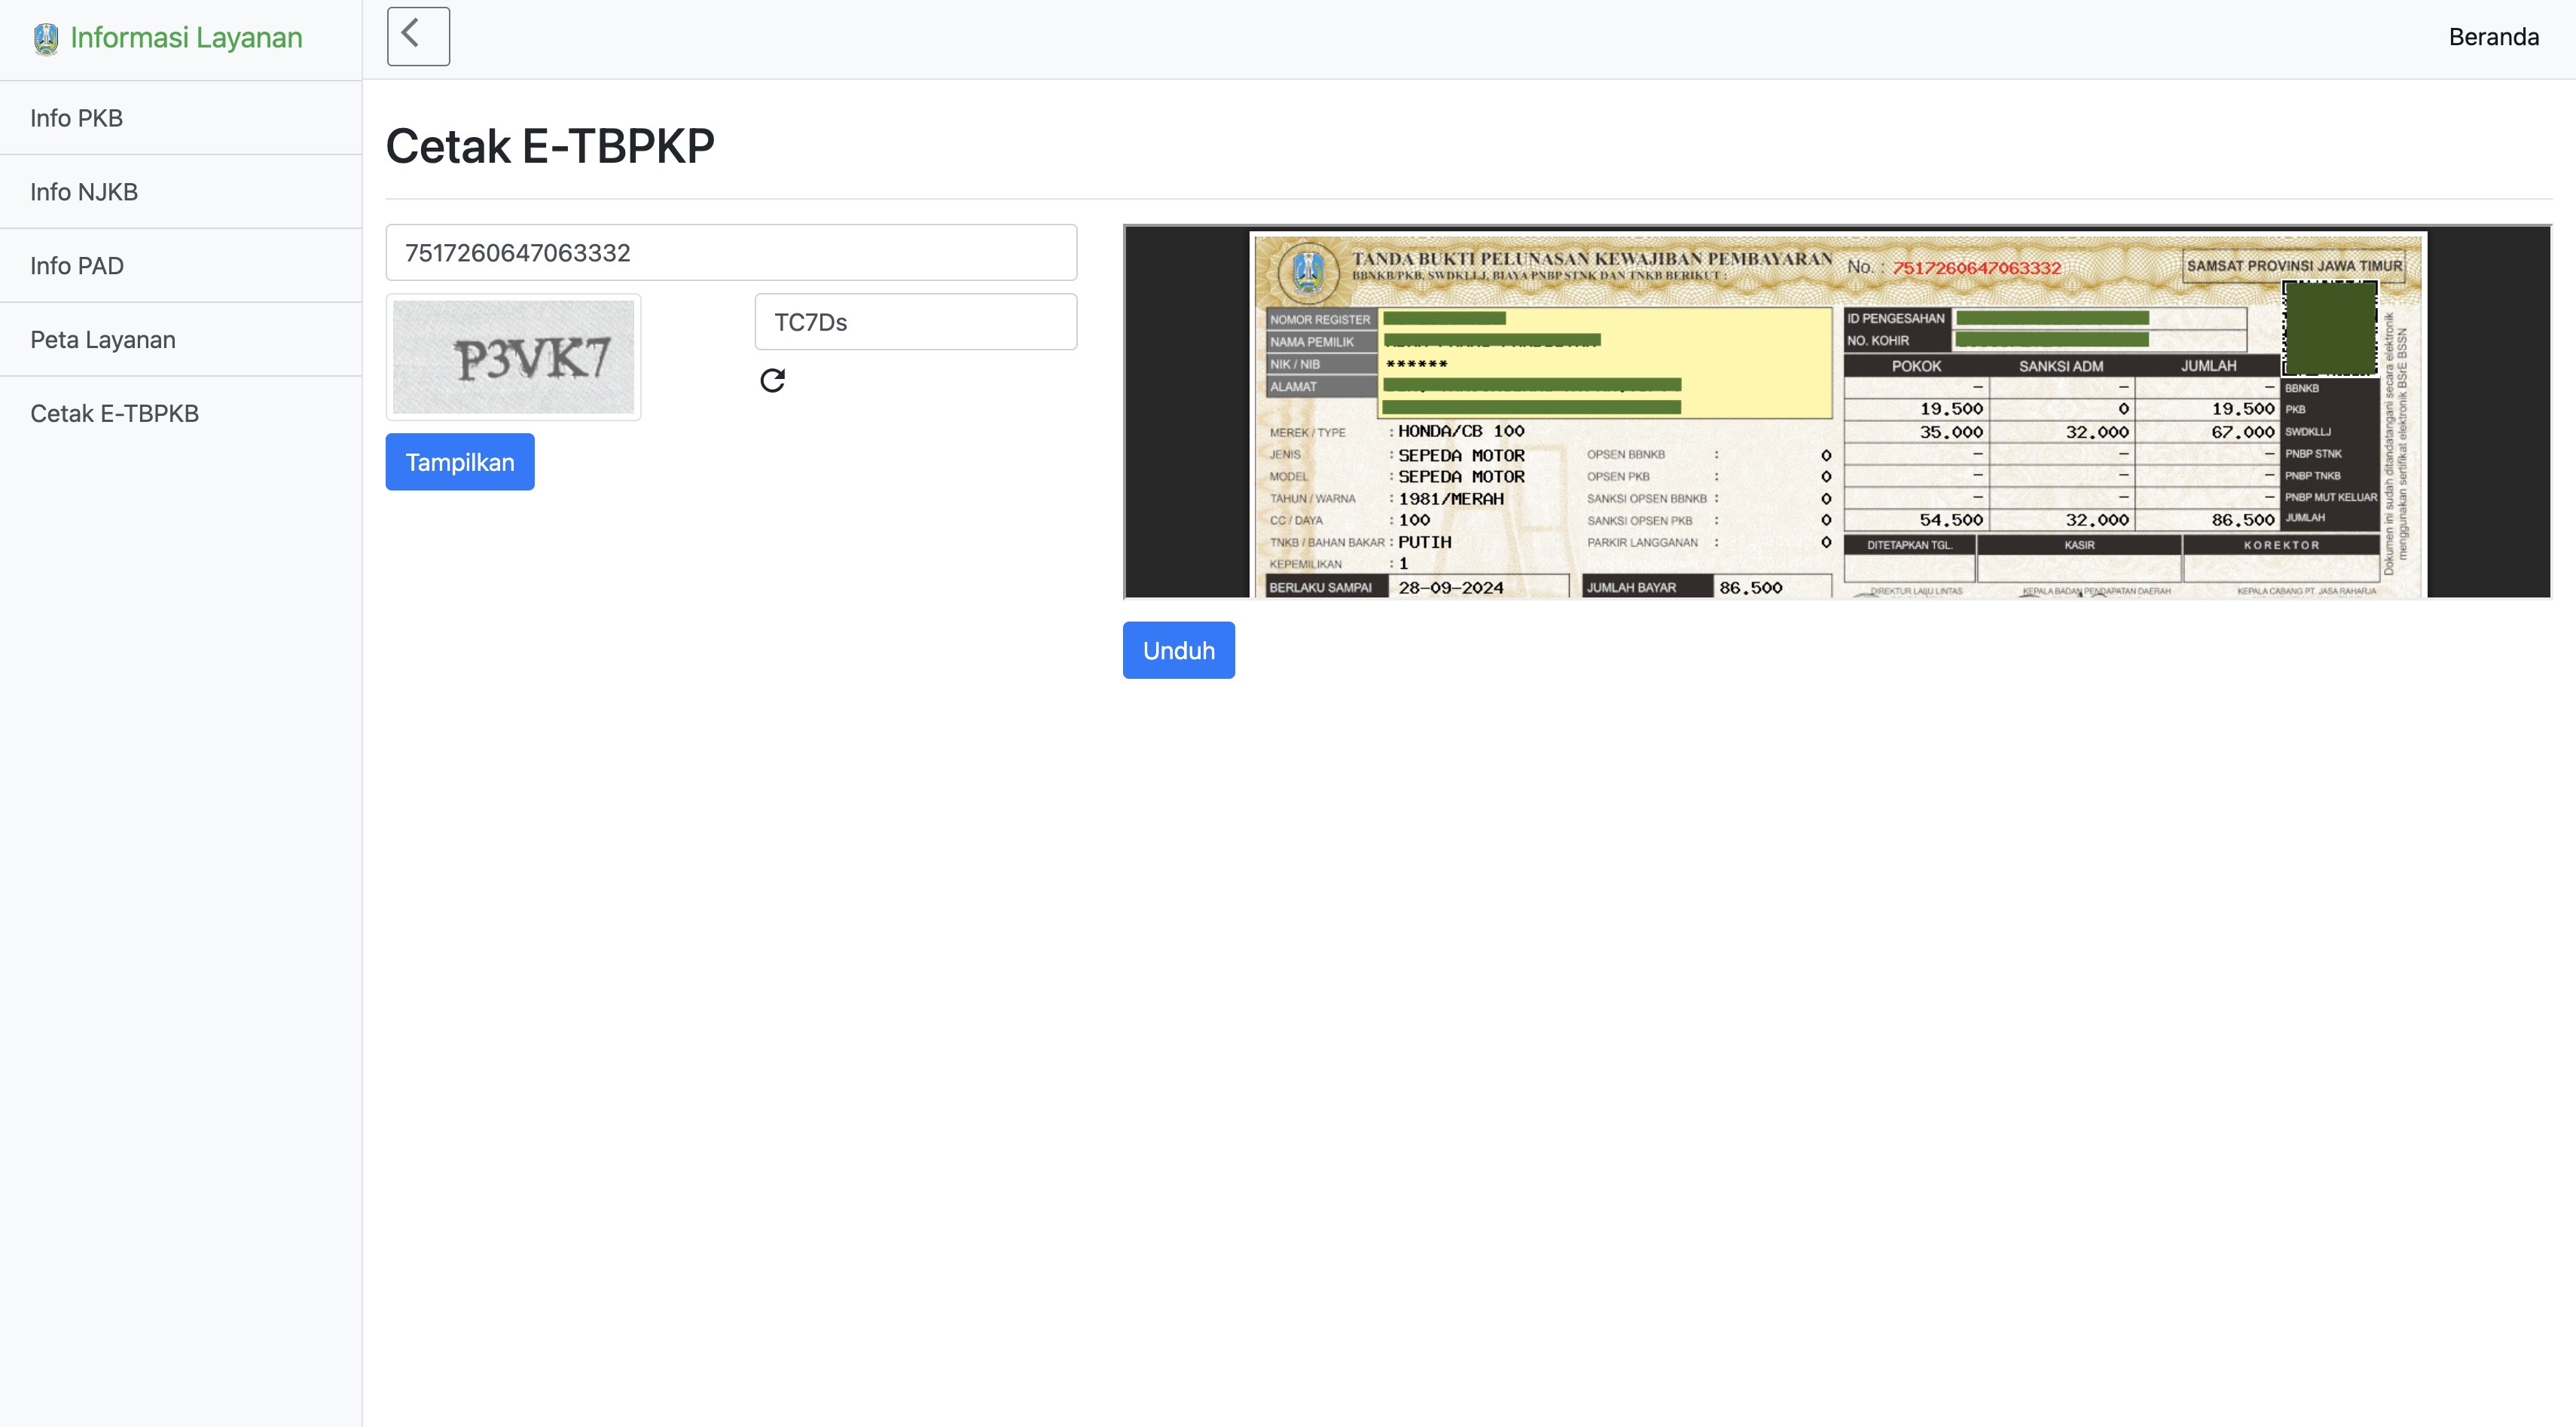 Informasi Layanan
Beranda
Info PKB
Info NJKB
Info PAD
Peta Layanan
Cetak E-TBPKB
Cetak E-TBPKP
7517260647063332
P3VK7
TC7Ds
Tampilkan
TANDA BUKTI PELUNASAN KEWAJIBAN PEMBAYARAN
BBNKB/PKB, SWDKLLJ, BIAYA PNBP STNK DAN TNKB BERIKUT :
No. : 7517260647063332
SAMSAT PROVINSI JAWA TIMUR
NOMOR REGISTER
NAMA PEMILIK
NIK / NIB ******
ALAMAT
MEREK / TYPE : HONDA/CB 100
JENIS : SEPEDA MOTOR
MODEL : SEPEDA MOTOR
TAHUN / WARNA : 1981/MERAH
CC / DAYA : 100
TNKB / BAHAN BAKAR : PUTIH
KEPEMILIKAN : 1
BERLAKU SAMPAI 28-09-2024
OPSEN BBNKB : 0
OPSEN PKB : 0
SANKSI OPSEN BBNKB : 0
SANKSI OPSEN PKB : 0
PARKIR LANGGANAN : 0
JUMLAH BAYAR 86.500
ID PENGESAHAN
NO. KOHIR
POKOK SANKSI ADM JUMLAH
– – – BBNKB
19.500 0 19.500 PKB
35.000 32.000 67.000 SWDKLLJ
– – – PNBP STNK
– – – PNBP TNKB
– – – PNBP MUT KELUAR
54.500 32.000 86.500 JUMLAH
DITETAPKAN TGL. KASIR KOREKTOR
DIREKTUR LALU LINTAS KEPALA BADAN PENDAPATAN DAERAH KEPALA CABANG PT. JASA RAHARJA
Dokumen ini sudah ditandatangani secara elektronik
menggunakan sertifikat elektronik BSrE BSSN
Unduh